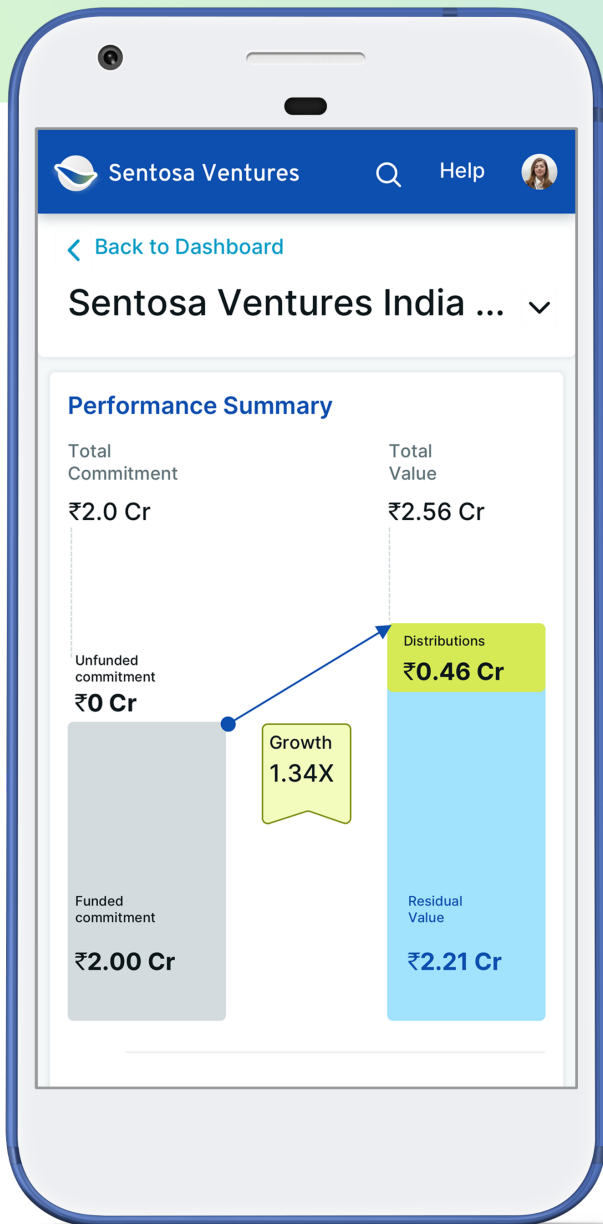 Sentosa Ventures
Help
Back to Dashboard
Sentosa Ventures India ...
Performance Summary
Total
Commitment
₹2.0 Cr
Total
Value
₹2.56 Cr
Unfunded
commitment
₹0 Cr
Distributions
₹0.46 Cr
Growth
1.34X
Funded
commitment
₹2.00 Cr
Residual
Value
₹2.21 Cr